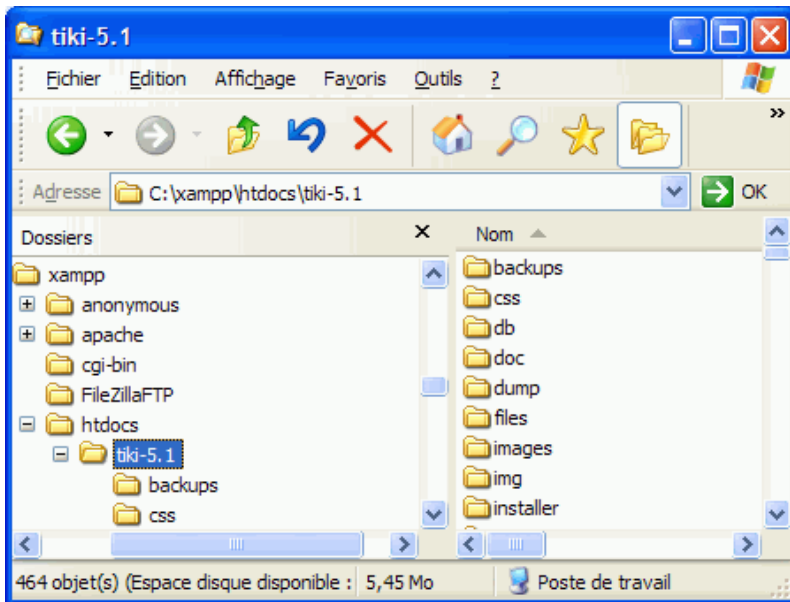 tiki-5.1
Fichier Edition Affichage Favoris Outils ?
»
Adresse C:\xampp\htdocs\tiki-5.1 OK
Dossiers
xampp
anonymous
apache
cgi-bin
FileZillaFTP
htdocs
tiki-5.1
backups
css
Nom
backups
css
db
doc
dump
files
images
img
installer
464 objet(s) (Espace disque disponible : 5,45 Mo Poste de travail